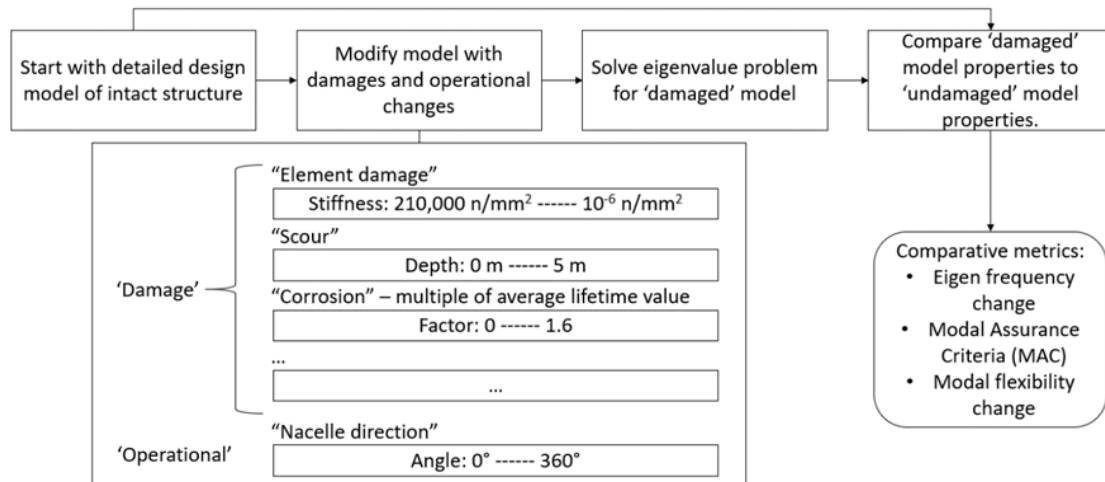 Start with detailed design
model of intact structure
Modify model with
damages and operational
changes
Solve eigenvalue problem
for ‘damaged’ model
Compare ‘damaged’
model properties to
‘undamaged’ model
properties.
‘Damage’
“Element damage”
Stiffness: 210,000 n/mm² ------ 10⁻⁶ n/mm²
“Scour”
Depth: 0 m ------ 5 m
“Corrosion” – multiple of average lifetime value
Factor: 0 ------ 1.6
...
...
‘Operational’
“Nacelle direction”
Angle: 0° ------ 360°
Comparative metrics:
• Eigen frequency
change
• Modal Assurance
Criteria (MAC)
• Modal flexibility
change